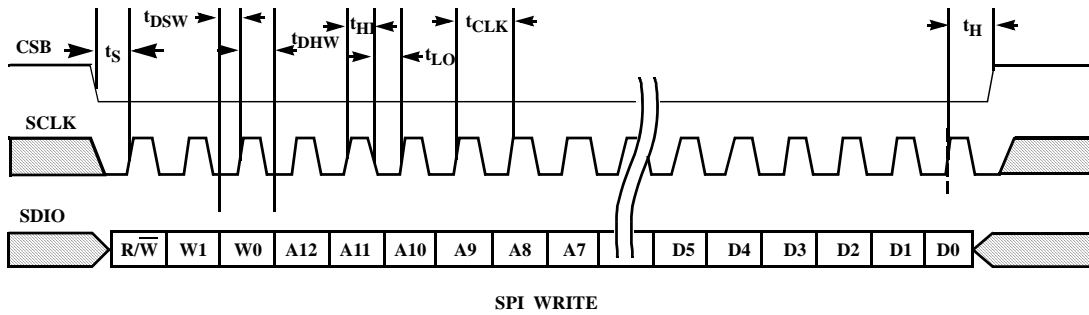 tDSW tHI tCLK tH
CSB tS tDHW tLO
SCLK
SDIO
R/W̅ W1 W0 A12 A11 A10 A9 A8 A7 D5 D4 D3 D2 D1 D0
SPI WRITE